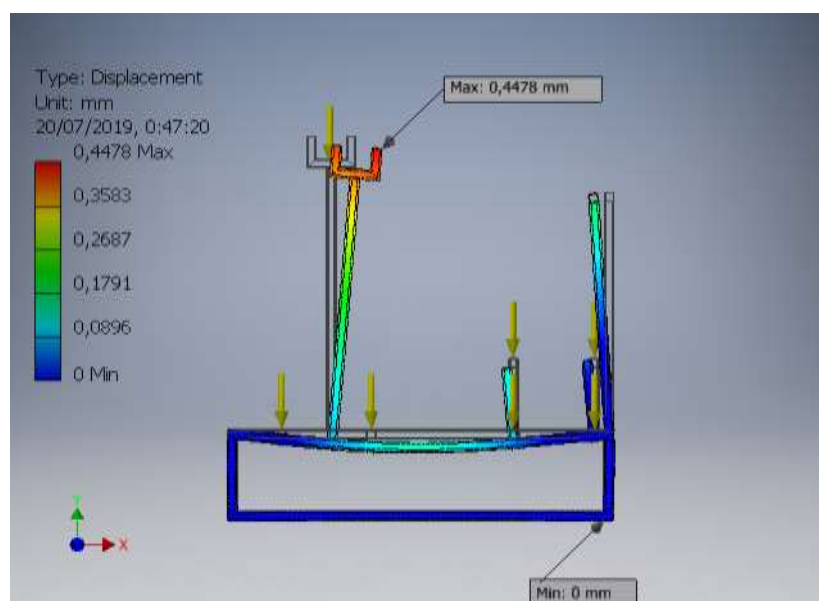 Type: Displacement
Unit: mm
20/07/2019, 0:47:20
0,4478 Max
0,3583
0,2687
0,1791
0,0896
0 Min
Max: 0,4478 mm
Y
X
Min: 0 mm